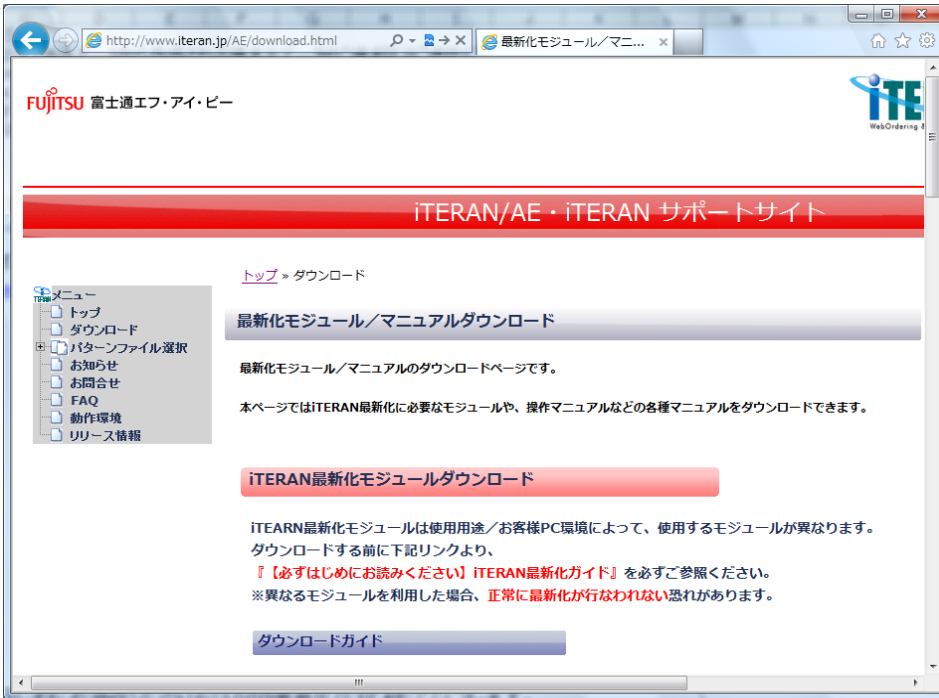 http://www.iteran.jp/AE/download.html
最新化モジュール／マニ...
FUJITSU 富士通エフ・アイ・ピー
iTE
WebOrdering &
iTERAN/AE・iTERAN サポートサイト
トップ » ダウンロード
メニュー
トップ
ダウンロード
パターンファイル選択
お知らせ
お問合せ
FAQ
動作環境
リリース情報
最新化モジュール／マニュアルダウンロード
最新化モジュール／マニュアルのダウンロードページです。
本ページではiTERAN最新化に必要なモジュールや、操作マニュアルなどの各種マニュアルをダウンロードできます。
iTERAN最新化モジュールダウンロード
iTEARN最新化モジュールは使用用途／お客様PC環境によって、使用するモジュールが異なります。
ダウンロードする前に下記リンクより、
『【必ずはじめにお読みください】iTERAN最新化ガイド』を必ずご参照ください。
※異なるモジュールを利用した場合、正常に最新化が行なわれない恐れがあります。
ダウンロードガイド